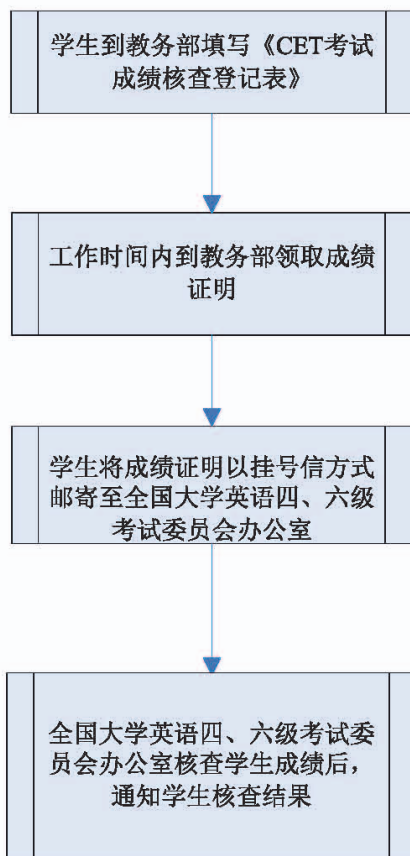 学生到教务部填写《CET考试
成绩核查登记表》
工作时间内到教务部领取成绩
证明
学生将成绩证明以挂号信方式
邮寄至全国大学英语四、六级
考试委员会办公室
全国大学英语四、六级考试委
员会办公室核查学生成绩后，
通知学生核查结果